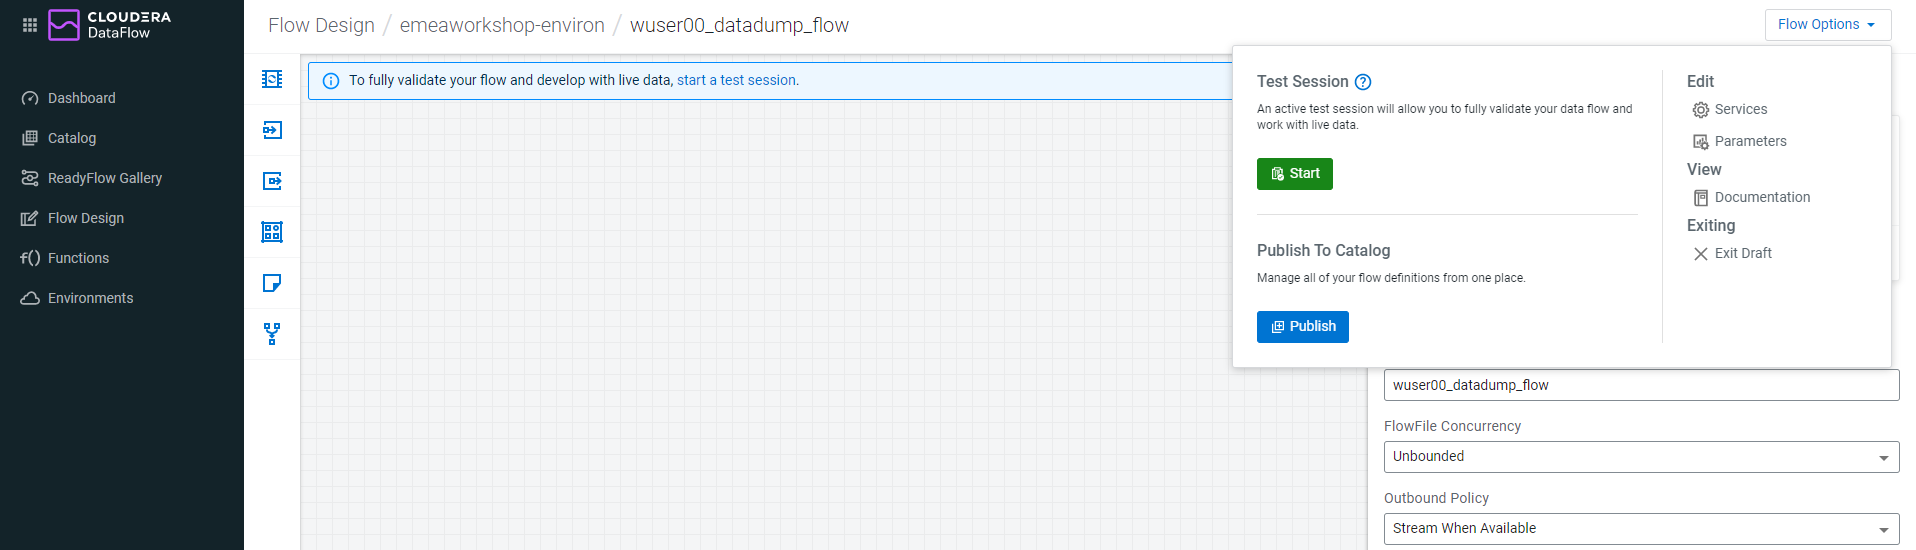 CLOUDERA
DataFlow
Dashboard
Catalog
ReadyFlow Gallery
Flow Design
Functions
Environments
Flow Design / emeaworkshop-environ / wuser00_datadump_flow
Flow Options
To fully validate your flow and develop with live data, start a test session.
Test Session
An active test session will allow you to fully validate your data flow and
work with live data.
Start
Publish To Catalog
Manage all of your flow definitions from one place.
Publish
Edit
Services
Parameters
View
Documentation
Exiting
Exit Draft
wuser00_datadump_flow
FlowFile Concurrency
Unbounded
Outbound Policy
Stream When Available